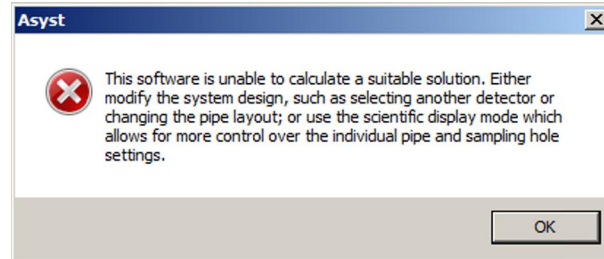 Asyst
This software is unable to calculate a suitable solution. Either
modify the system design, such as selecting another detector or
changing the pipe layout; or use the scientific display mode which
allows for more control over the individual pipe and sampling hole
settings.
OK